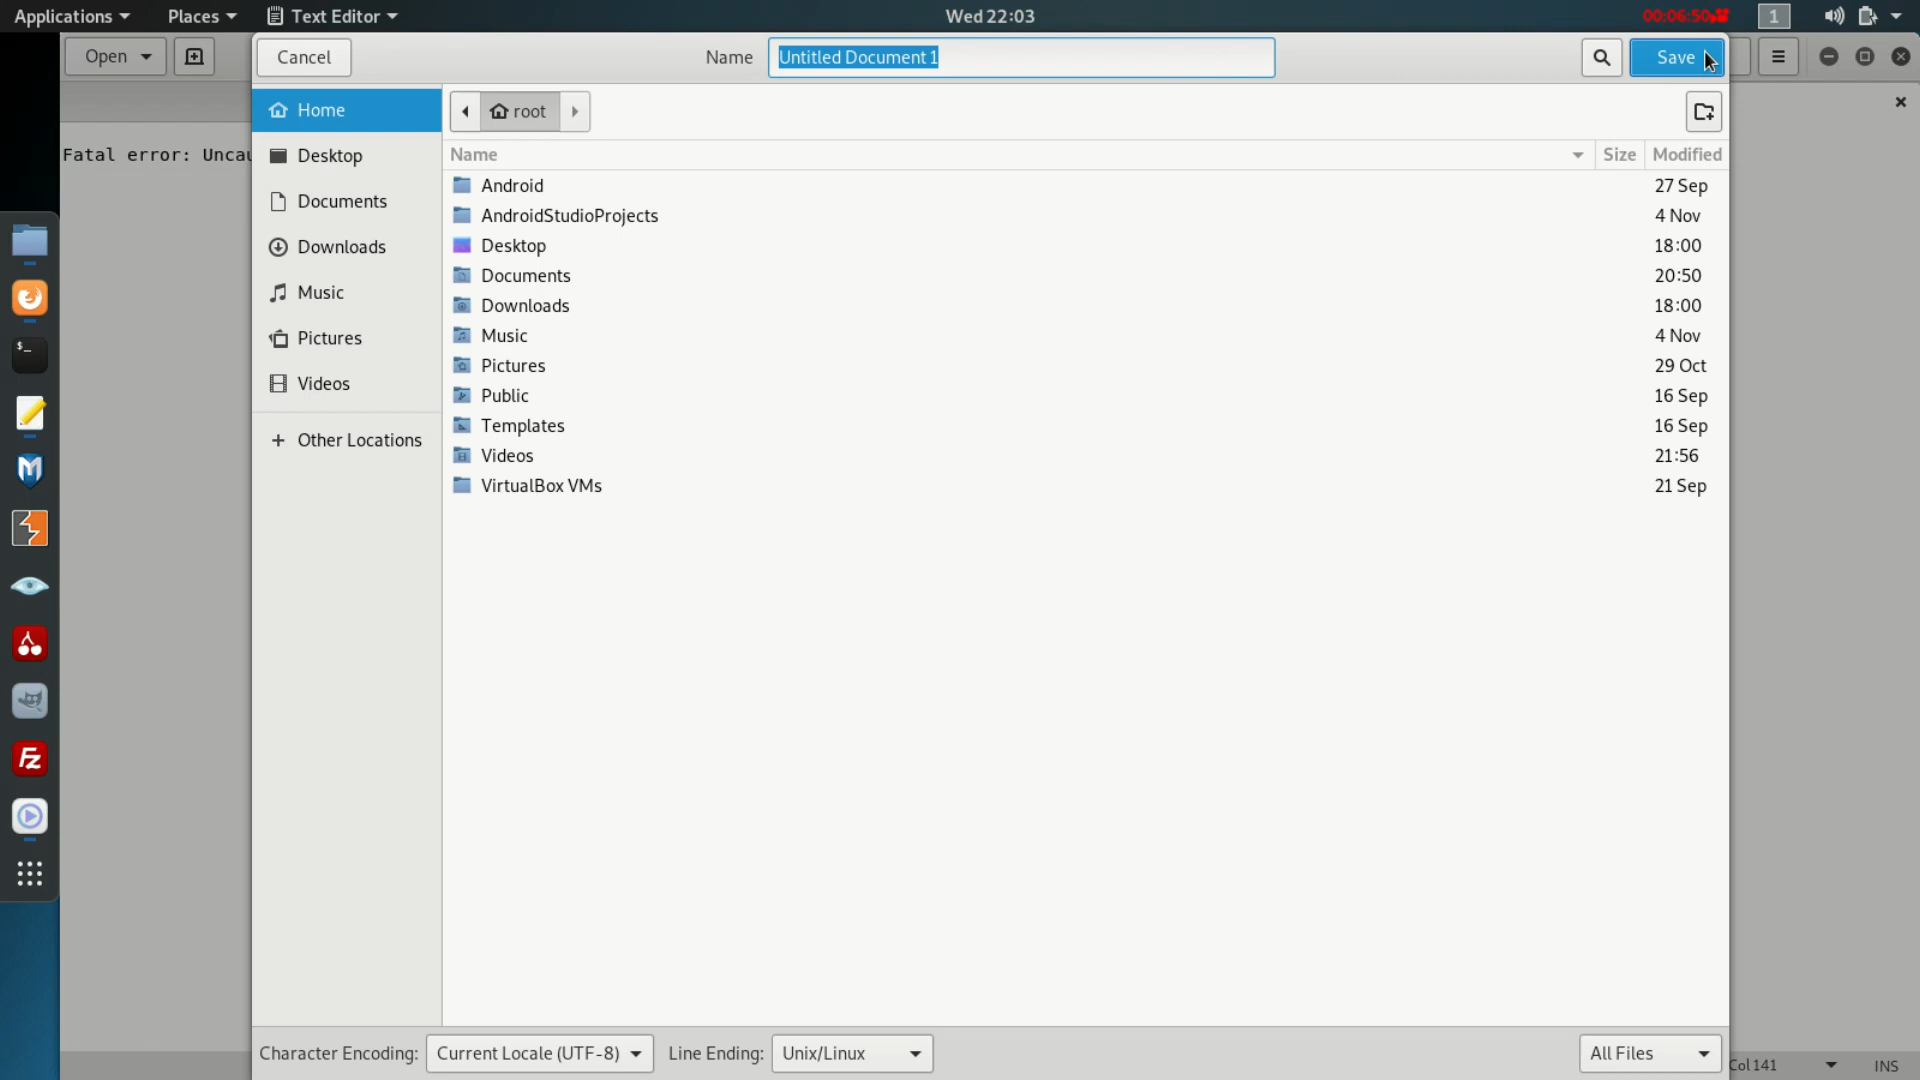 Applications Places Text Editor Wed 22:03 00:06:50 1
Open Cancel Name Untitled Document 1 Save
Home root
Fatal error: Unca
Name Size Modified
Desktop
Documents
Downloads
Music
Pictures
Videos
Other Locations
Android 27 Sep
AndroidStudioProjects 4 Nov
Desktop 18:00
Documents 20:50
Downloads 18:00
Music 4 Nov
Pictures 29 Oct
Public 16 Sep
Templates 16 Sep
Videos 21:56
VirtualBox VMs 21 Sep
$_
M
Fz
Character Encoding: Current Locale (UTF-8) Line Ending: Unix/Linux All Files
Col 141 INS